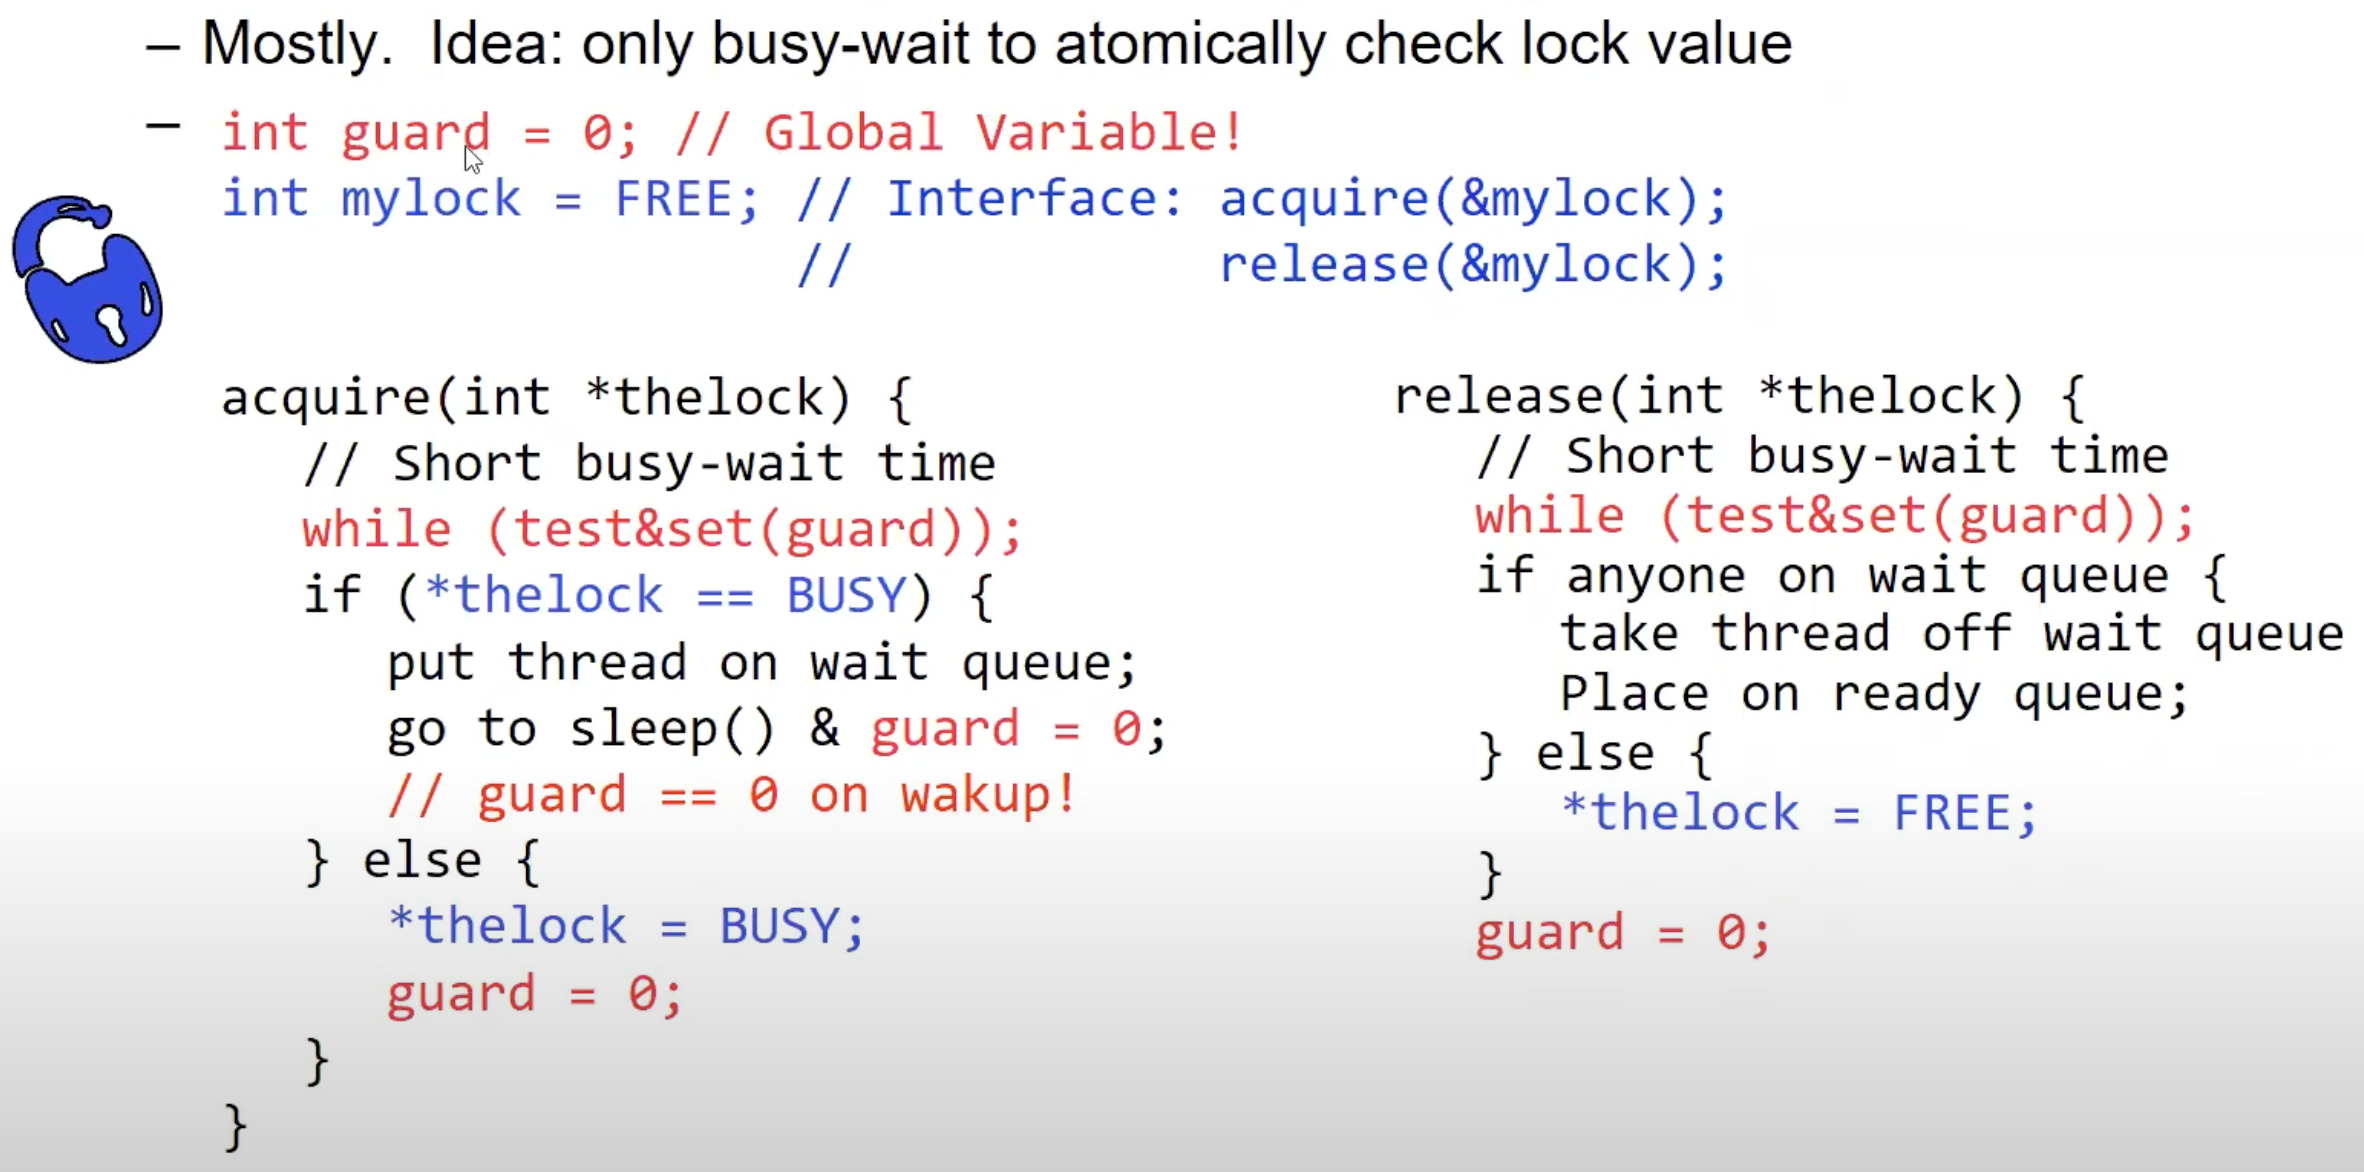 – Mostly.  Idea: only busy-wait to atomically check lock value
– int guard = 0; // Global Variable!
int mylock = FREE; // Interface: acquire(&mylock);
//            release(&mylock);
acquire(int *thelock) {
// Short busy-wait time
while (test&set(guard));
if (*thelock == BUSY) {
put thread on wait queue;
go to sleep() & guard = 0;
// guard == 0 on wakup!
} else {
*thelock = BUSY;
guard = 0;
}
}
release(int *thelock) {
// Short busy-wait time
while (test&set(guard));
if anyone on wait queue {
take thread off wait queue
Place on ready queue;
} else {
*thelock = FREE;
}
guard = 0;